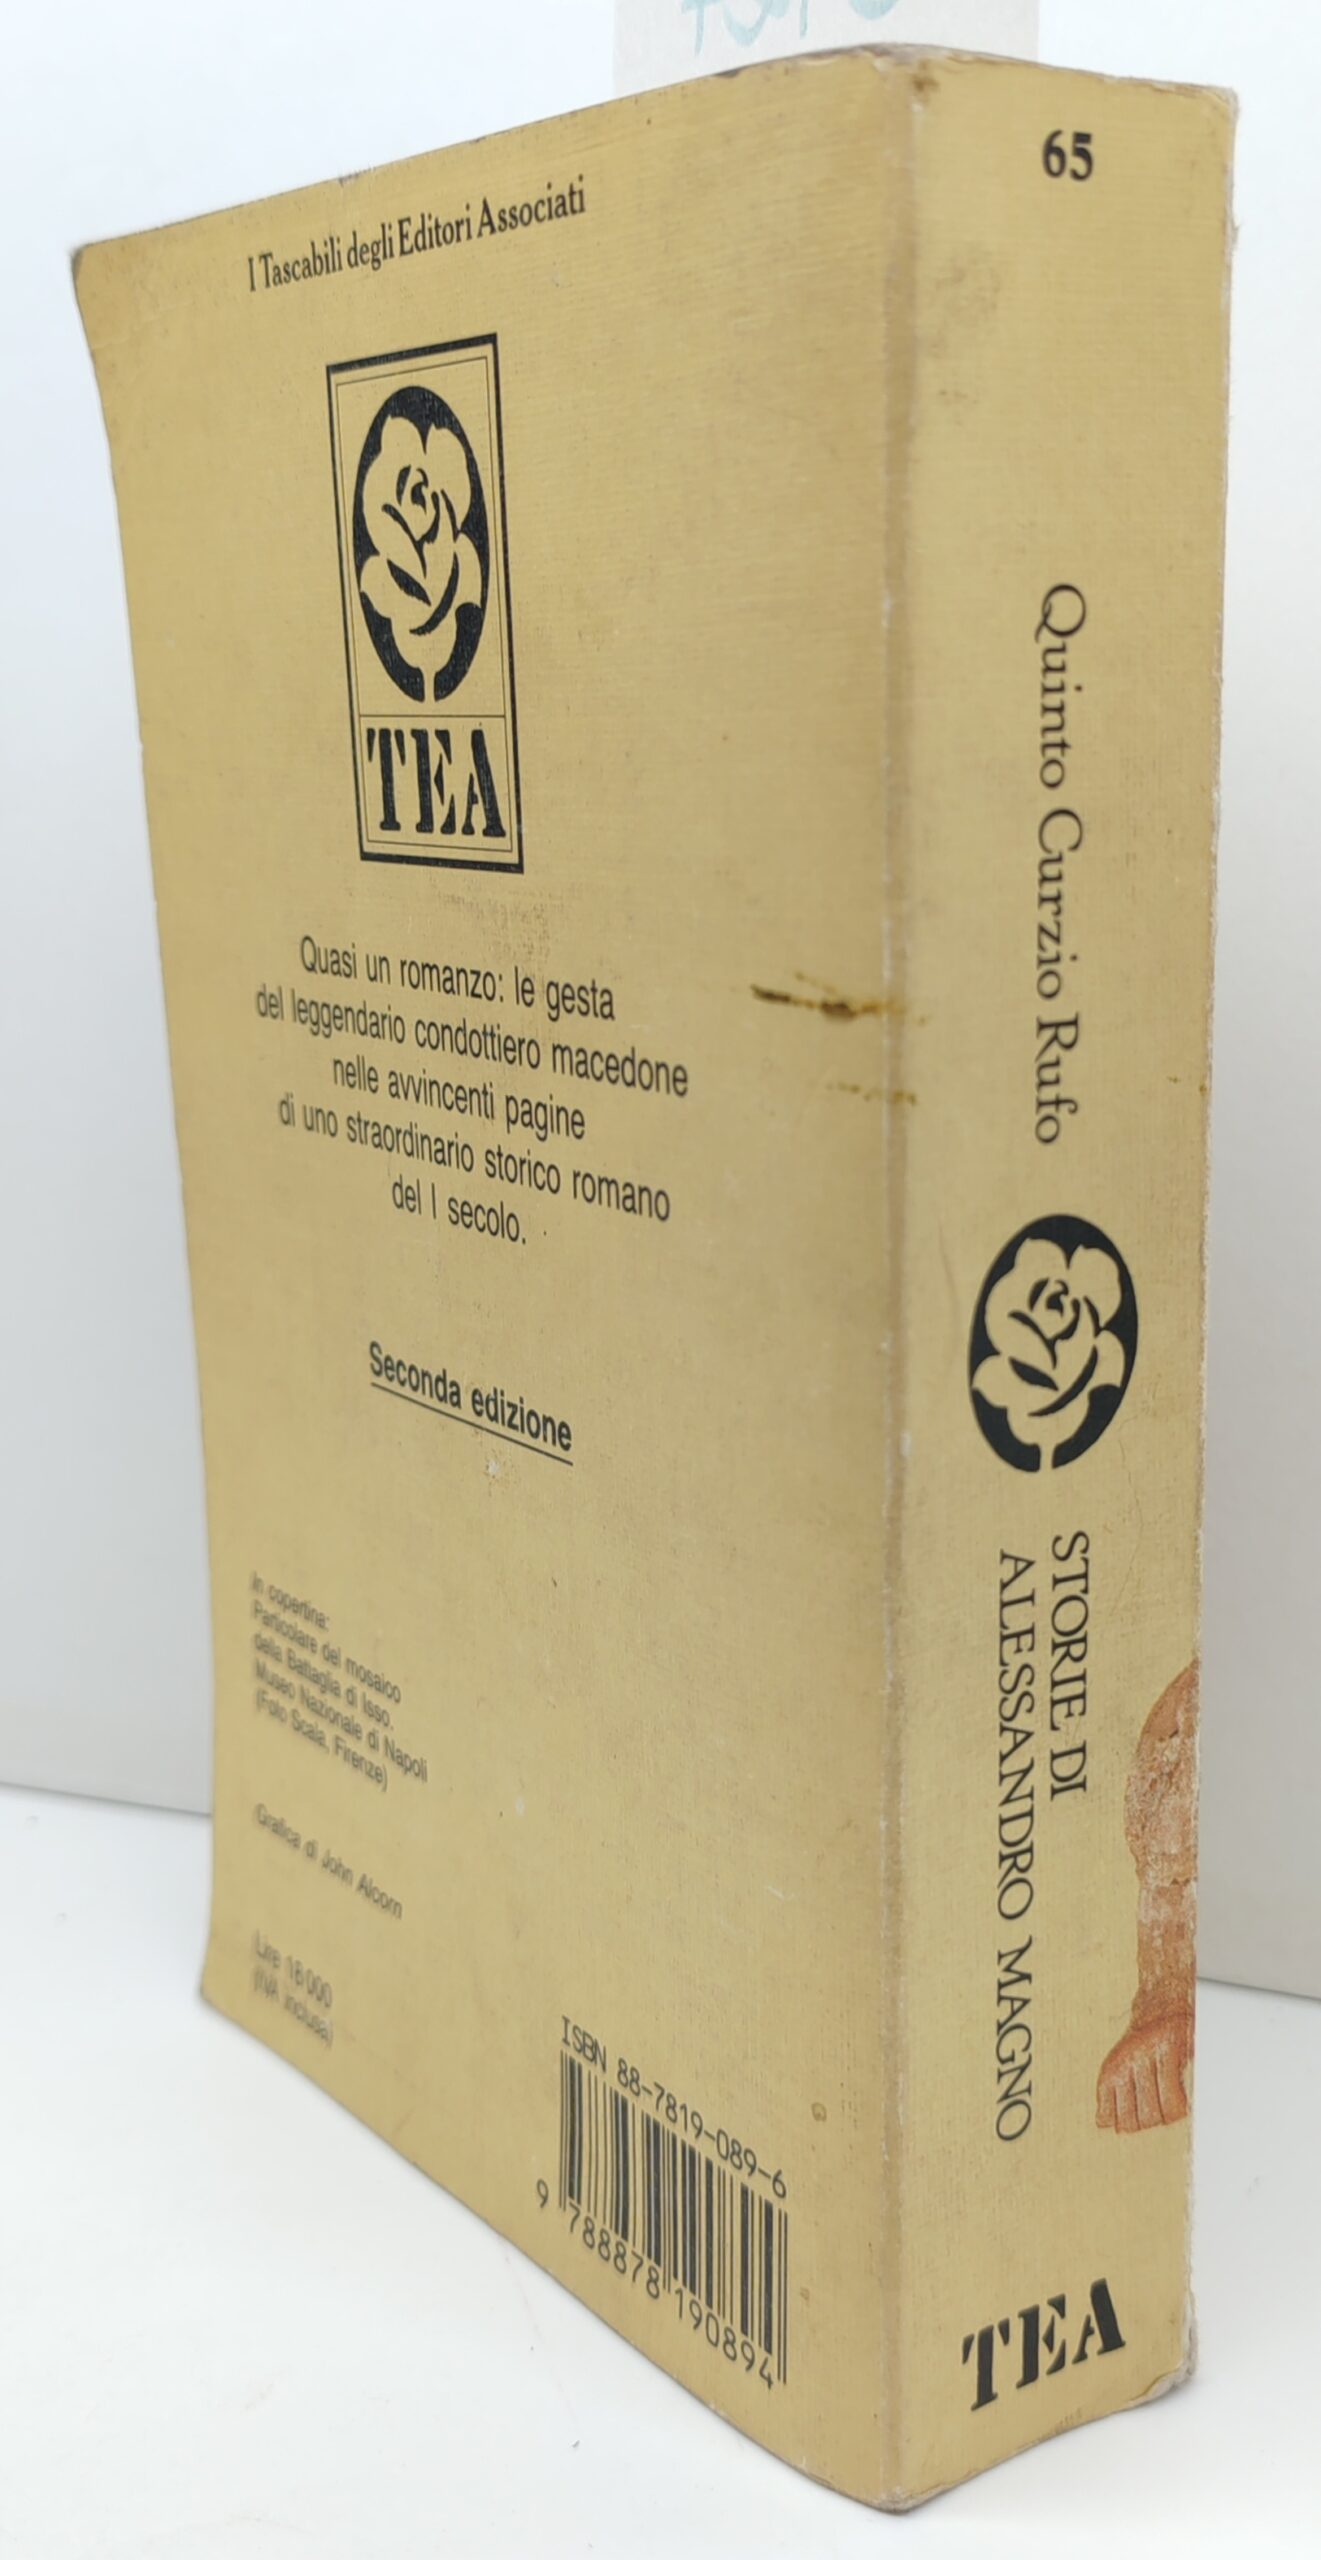 I Tascabili degli Editori Associati
TEA
Quasi un romanzo: le gesta
del leggendario condottiero macedone
nelle avvincenti pagine
di uno straordinario storico romano
del I secolo.
Seconda edizione
In copertina:
Particolare del mosaico
della Battaglia di Isso.
Museo Nazionale di Napoli
(Foto Scala, Firenze)
Grafica di John Alcorn
Lire
(IVA inclusa)
ISBN 88-7819-089-6
9 788878 190894
65
Quinto Curzio Rufo
STORIE DI
ALESSANDRO MAGNO
TEA